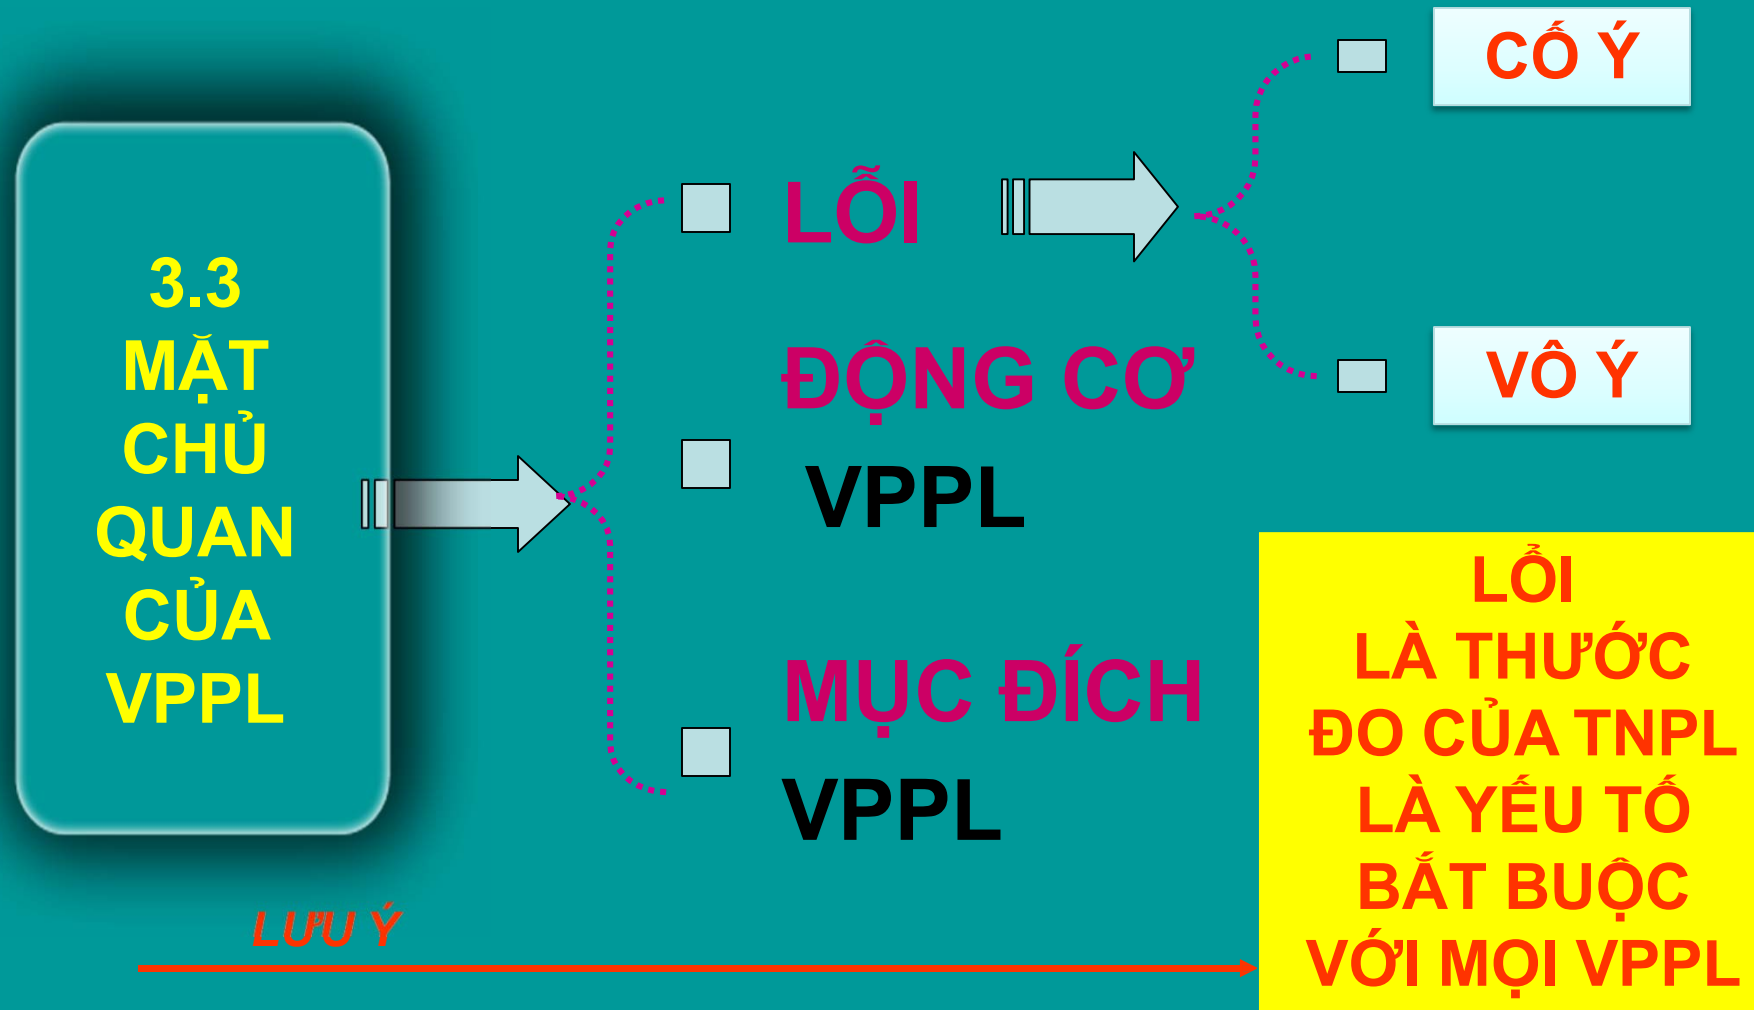 3.3
MẶT
CHỦ
QUAN
CỦA
VPPL
LỖI
ĐỘNG CƠ
VPPL
MỤC ĐÍCH
VPPL
CỐ Ý
VÔ Ý
LƯU Ý
LỔI
LÀ THƯỚC
ĐO CỦA TNPL
LÀ YẾU TỐ
BẮT BUỘC
VỚI MỌI VPPL